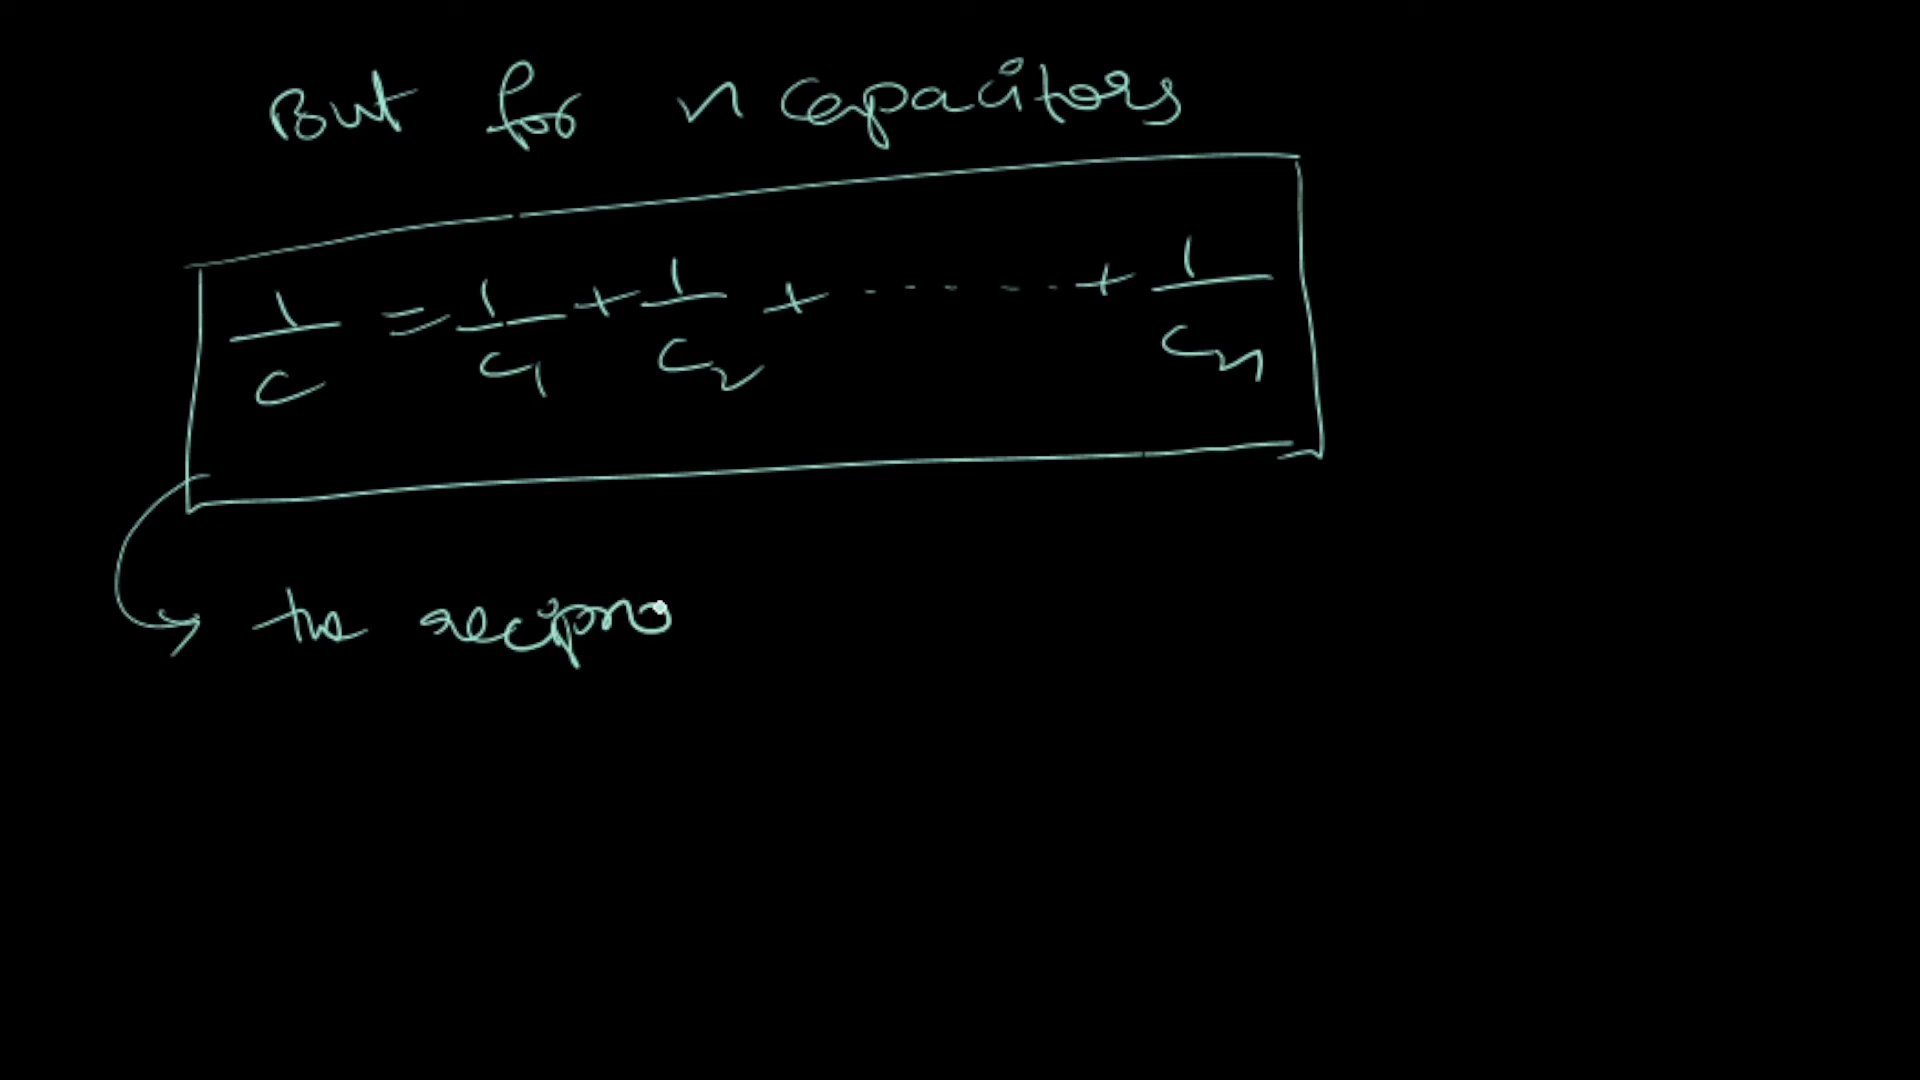 But for n capacitors
1/C = 1/C1 + 1/C2 + ------ + 1/Cn
the recipro